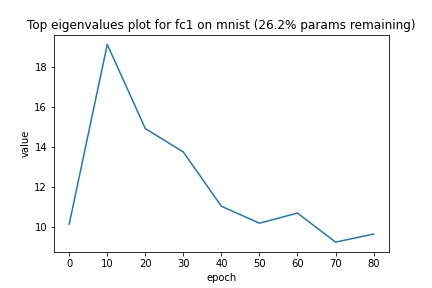 Top eigenvalues plot for fc1 on mnist (26.2% params remaining)
18
16
14
12
10
value
0 10 20 30 40 50 60 70 80
epoch